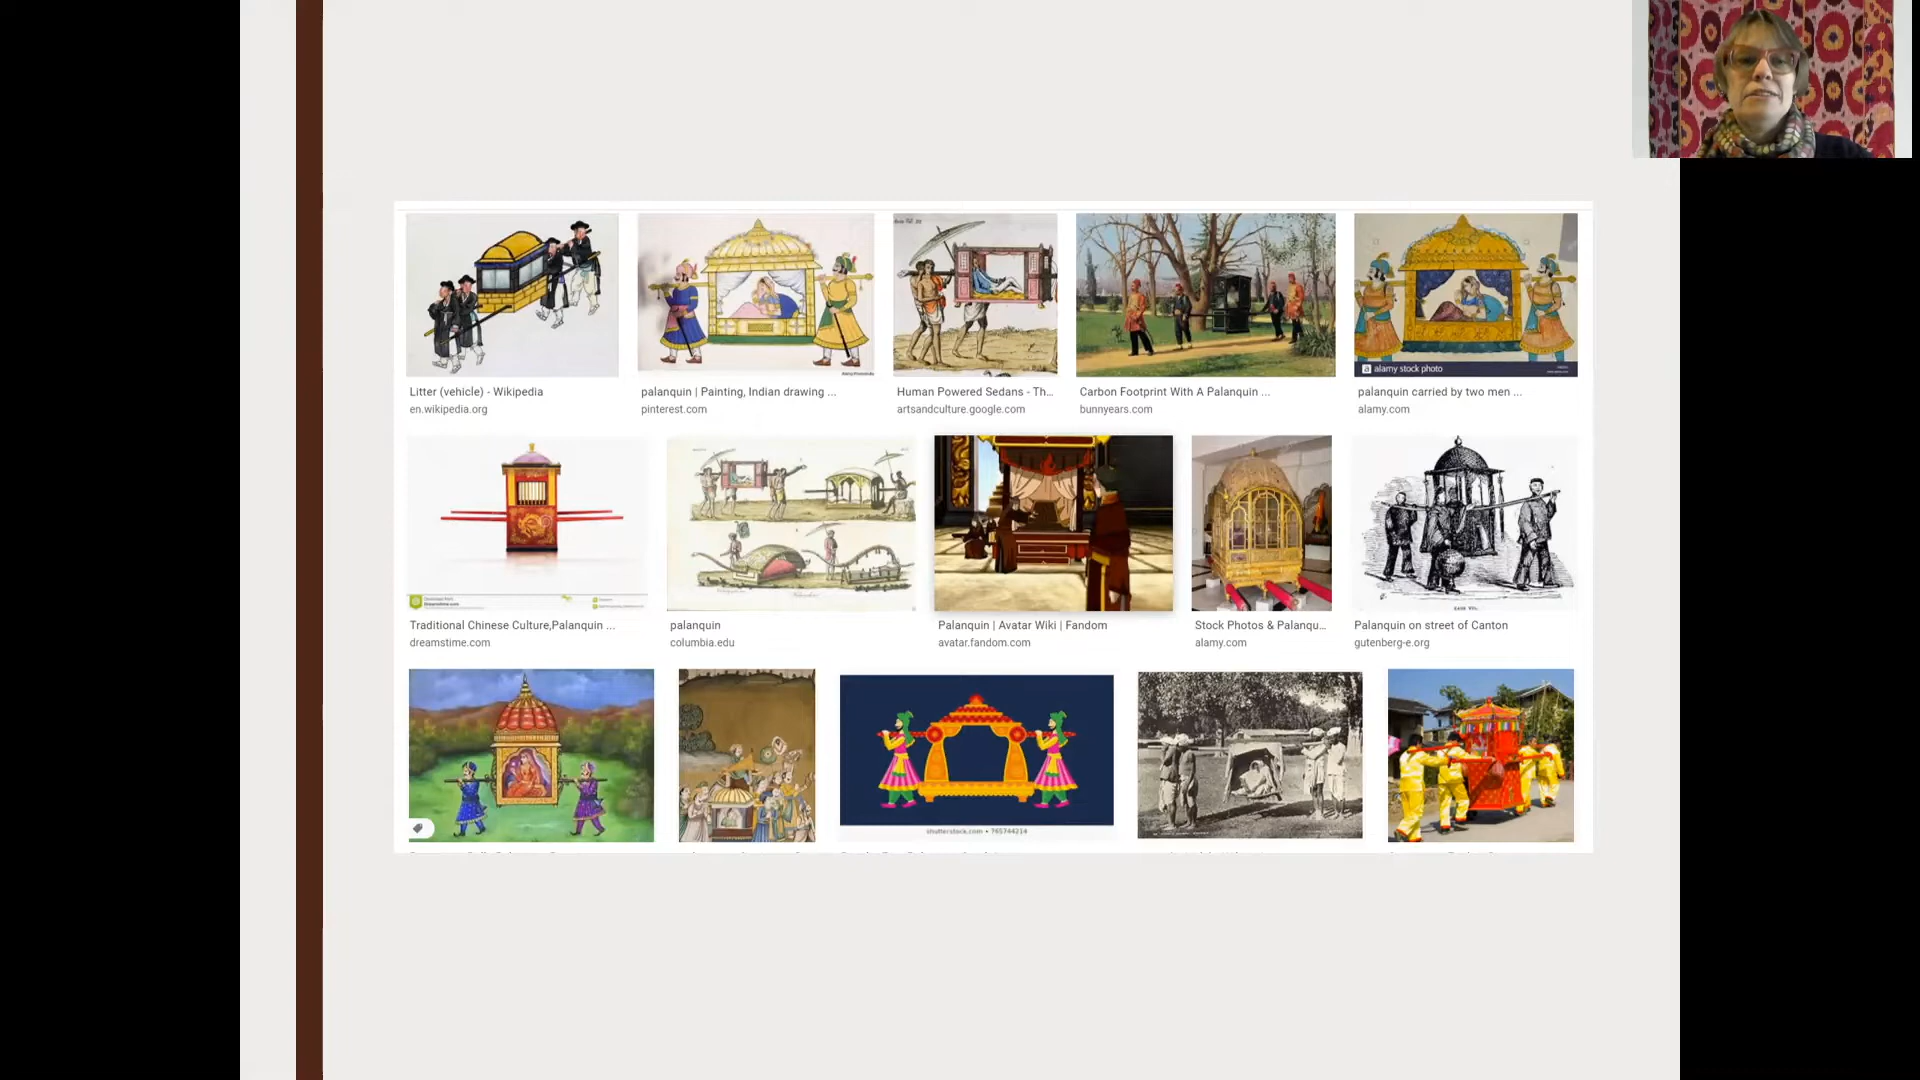 Litter (vehicle) - Wikipedia
en.wikipedia.org
palanquin | Painting, Indian drawing ...
pinterest.com
Human Powered Sedans - Th...
artsandculture.google.com
Carbon Footprint With A Palanquin ...
bunnyears.com
a alamy stock photo
palanquin carried by two men ...
alamy.com
Traditional Chinese Culture,Palanquin ...
dreamstime.com
palanquin
columbia.edu
Palanquin | Avatar Wiki | Fandom
avatar.fandom.com
Stock Photos & Palanqu...
alamy.com
Palanquin on street of Canton
gutenberg-e.org
shutterstock.com • 765744214